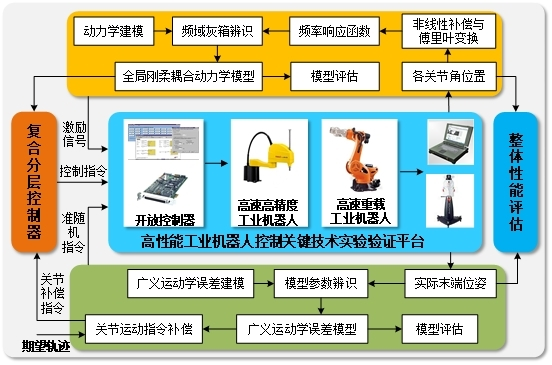 动力学建模
频域灰箱辨识
频率响应函数
非线性补偿与
傅里叶变换
全局刚柔耦合动力学模型
模型评估
各关节角位置
复合分层控制器
激励
信号
控制指令
准随
机
指令
关节
补偿
指令
期望轨迹
开放控制器
高速高精度
工业机器人
高速重载
工业机器人
高性能工业机器人控制关键技术实验验证平台
整体性能评估
广义运动学误差建模
模型参数辨识
实际末端位姿
关节运动指令补偿
广义运动学误差模型
模型评估